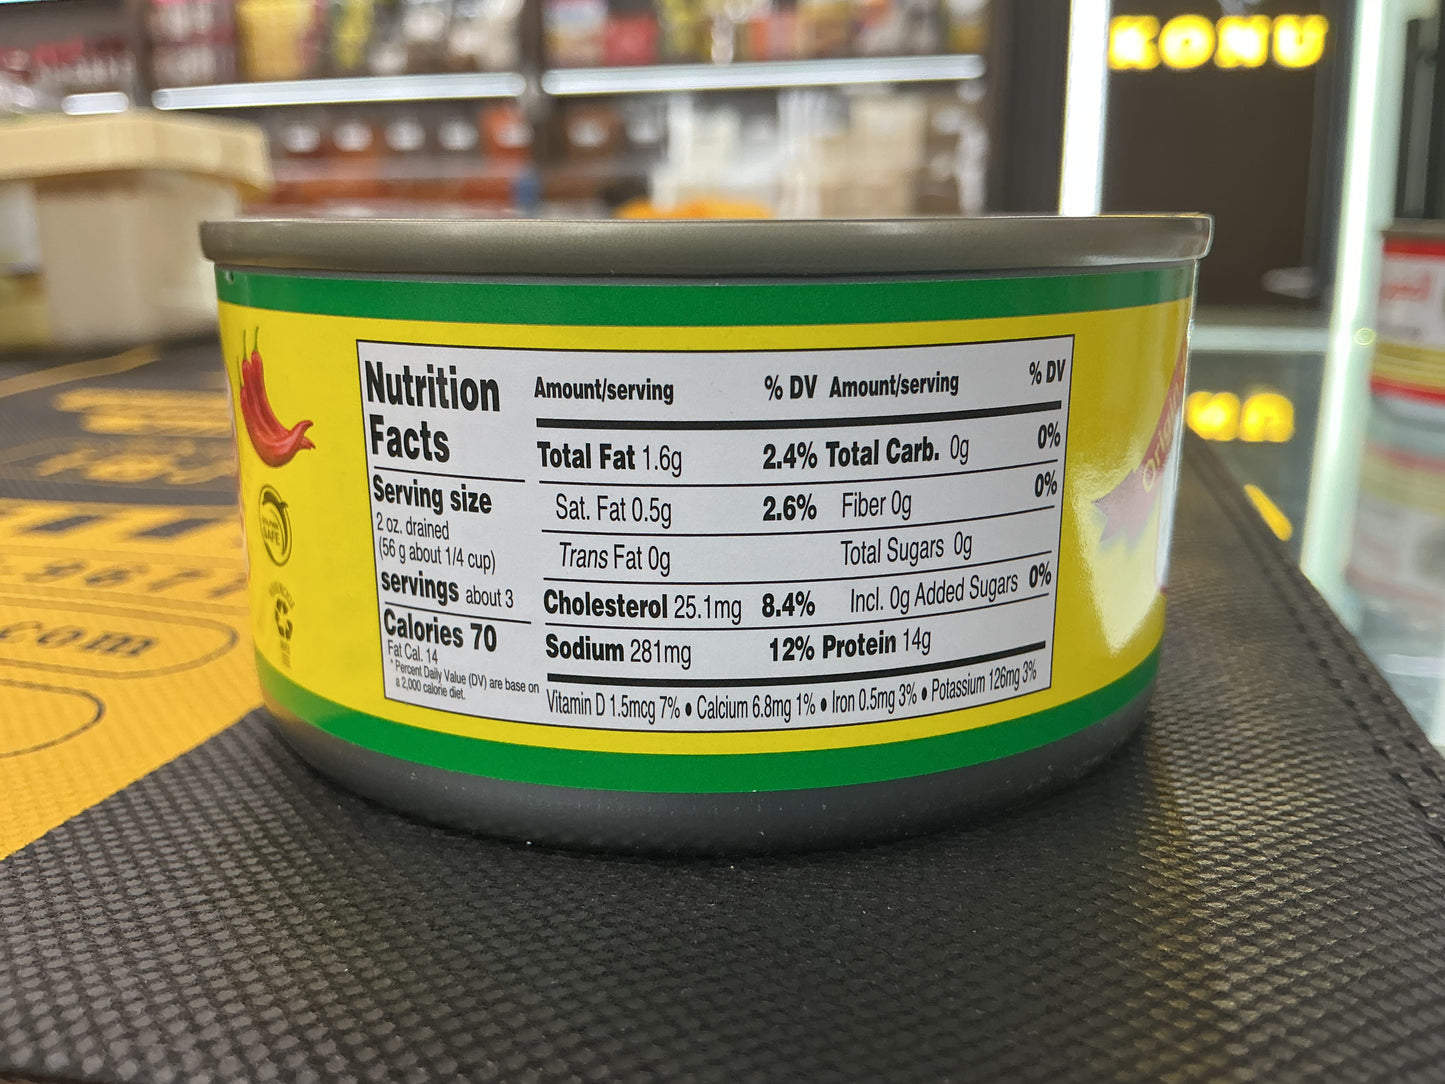 KONU
Nutrition
Facts
Serving size
2 oz. drained
(56 g about 1/4 cup)
servings about 3
Calories 70
Fat Cal. 14
* Percent Daily Value (DV) are base on
a 2,000 calorie diet.
Amount/serving % DV Amount/serving % DV
Total Fat 1.6g 2.4% Total Carb. 0g 0%
Sat. Fat 0.5g 2.6% Fiber 0g 0%
Trans Fat 0g Total Sugars 0g
Cholesterol 25.1mg 8.4% Incl. 0g Added Sugars 0%
Sodium 281mg 12% Protein 14g
Vitamin D 1.5mcg 7% • Calcium 6.8mg 1% • Iron 0.5mg 3% • Potassium 126mg 3%
SAFE
.com